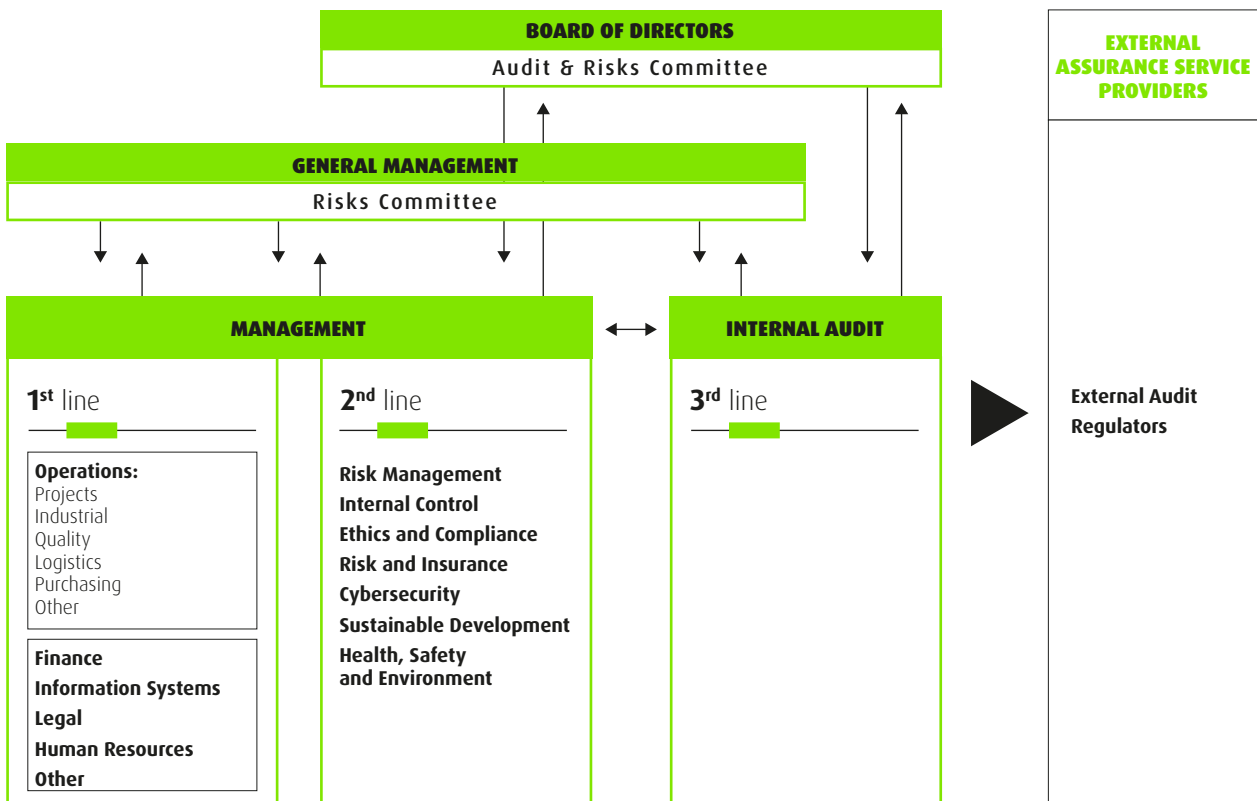 BOARD OF DIRECTORS
Audit & Risks Committee
EXTERNAL
ASSURANCE SERVICE
PROVIDERS
GENERAL MANAGEMENT
Risks Committee
MANAGEMENT
INTERNAL AUDIT
1st line
Operations:
Projects
Industrial
Quality
Logistics
Purchasing
Other
Finance
Information Systems
Legal
Human Resources
Other
2nd line
Risk Management
Internal Control
Ethics and Compliance
Risk and Insurance
Cybersecurity
Sustainable Development
Health, Safety
and Environment
3rd line
External Audit
Regulators